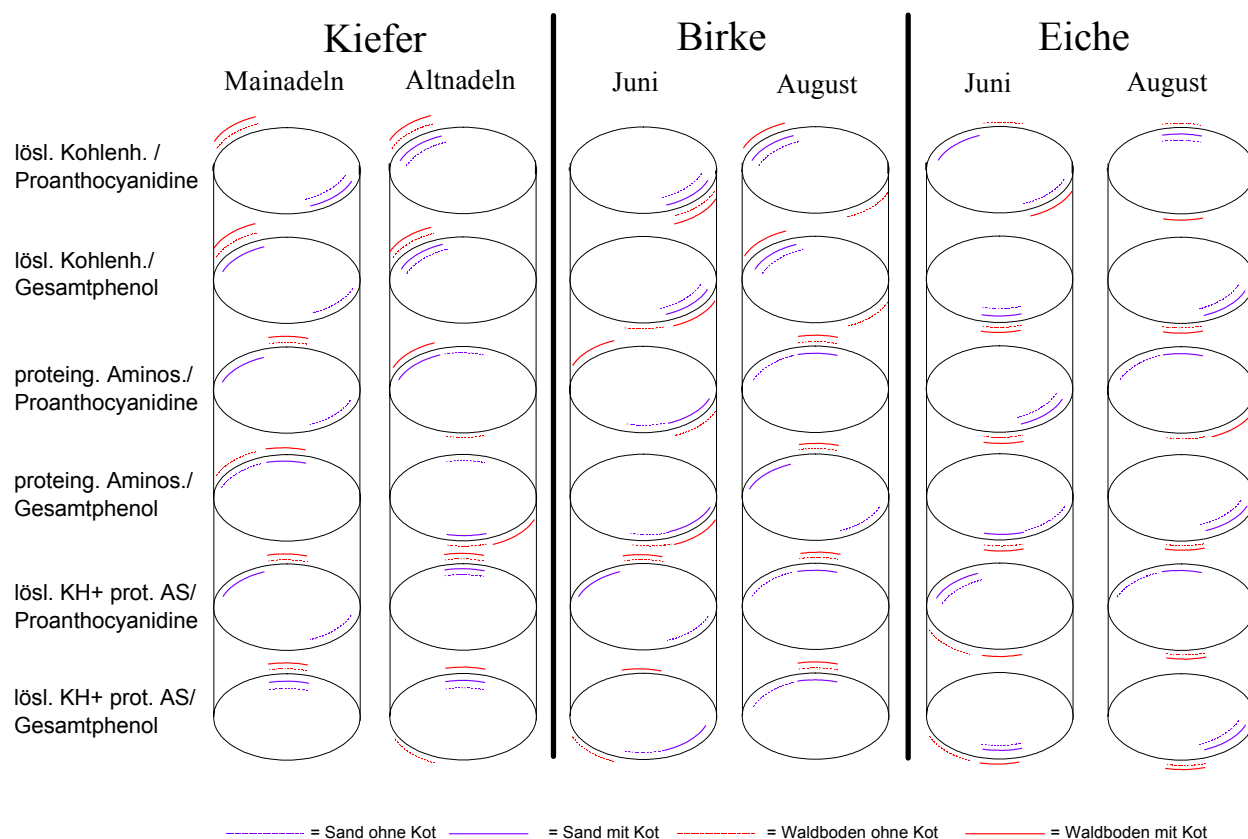 Kiefer Birke Eiche
Mainadeln Altnadeln Juni August Juni August
lösl. Kohlenh. /
Proanthocyanidine
lösl. Kohlenh./
Gesamtphenol
proteing. Aminos./
Proanthocyanidine
proteing. Aminos./
Gesamtphenol
lösl. KH+ prot. AS/
Proanthocyanidine
lösl. KH+ prot. AS/
Gesamtphenol
= Sand ohne Kot = Sand mit Kot = Waldboden ohne Kot = Waldboden mit Kot